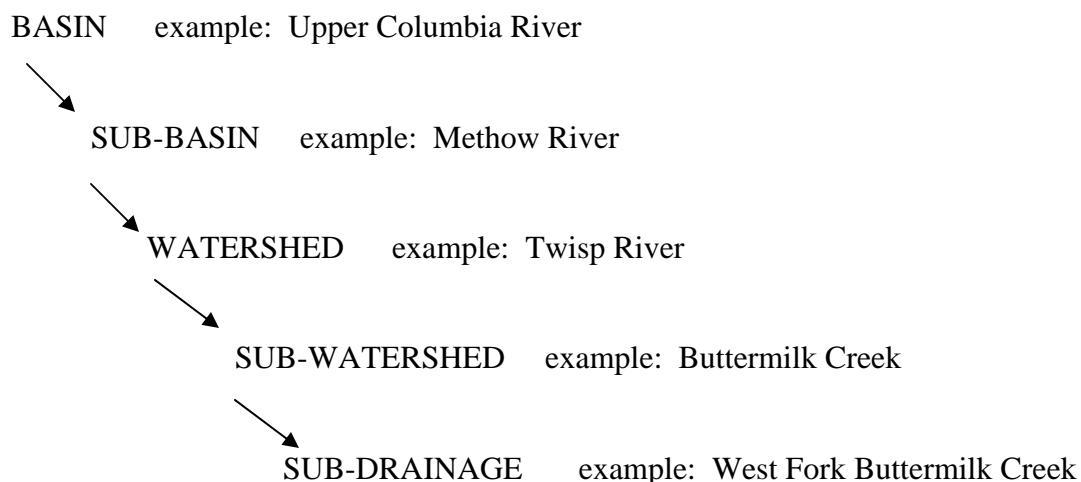 BASIN example: Upper Columbia River
SUB-BASIN example: Methow River
WATERSHED example: Twisp River
SUB-WATERSHED example: Buttermilk Creek
SUB-DRAINAGE example: West Fork Buttermilk Creek